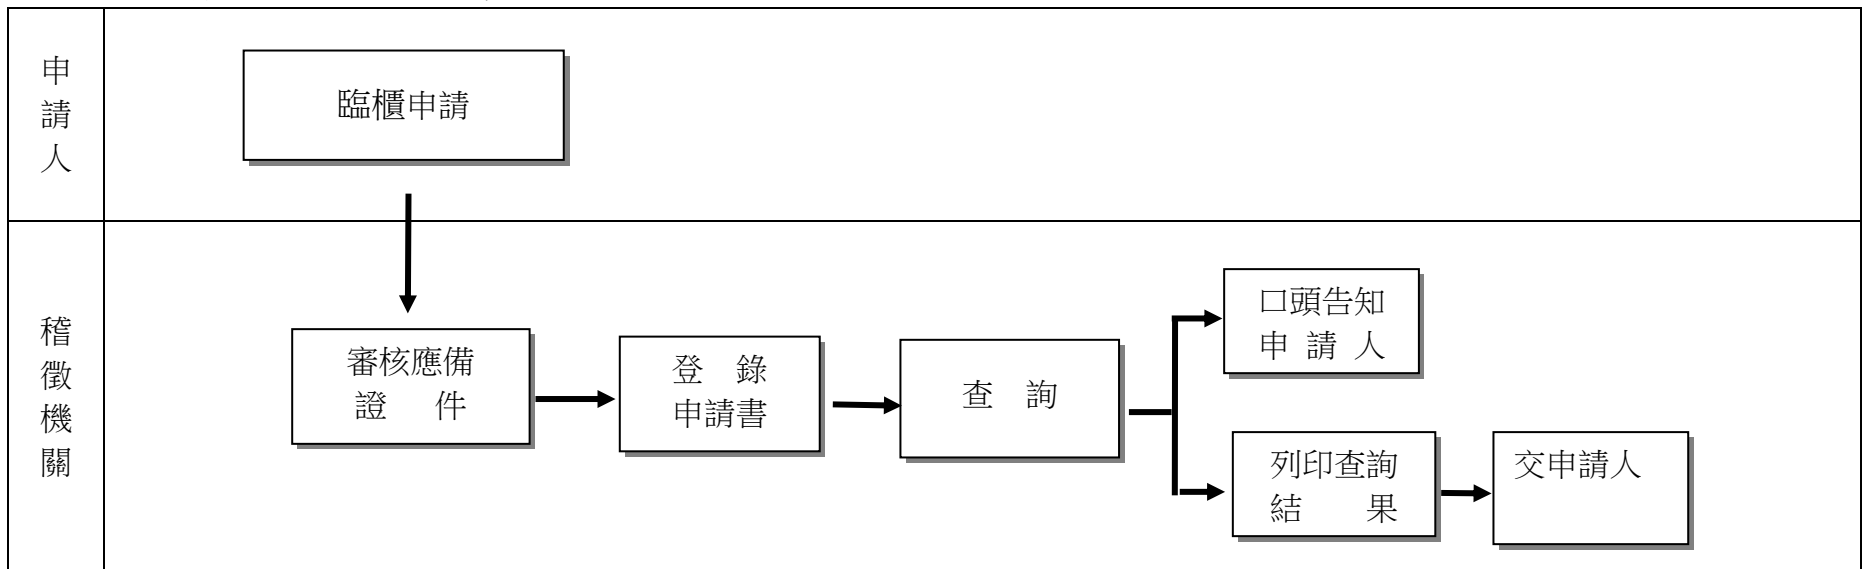 申
請
人
臨櫃申請
稽
徵
機
關
審核應備
證 件
登 錄
申請書
查 詢
口頭告知
申 請 人
列印查詢
結 果
交申請人